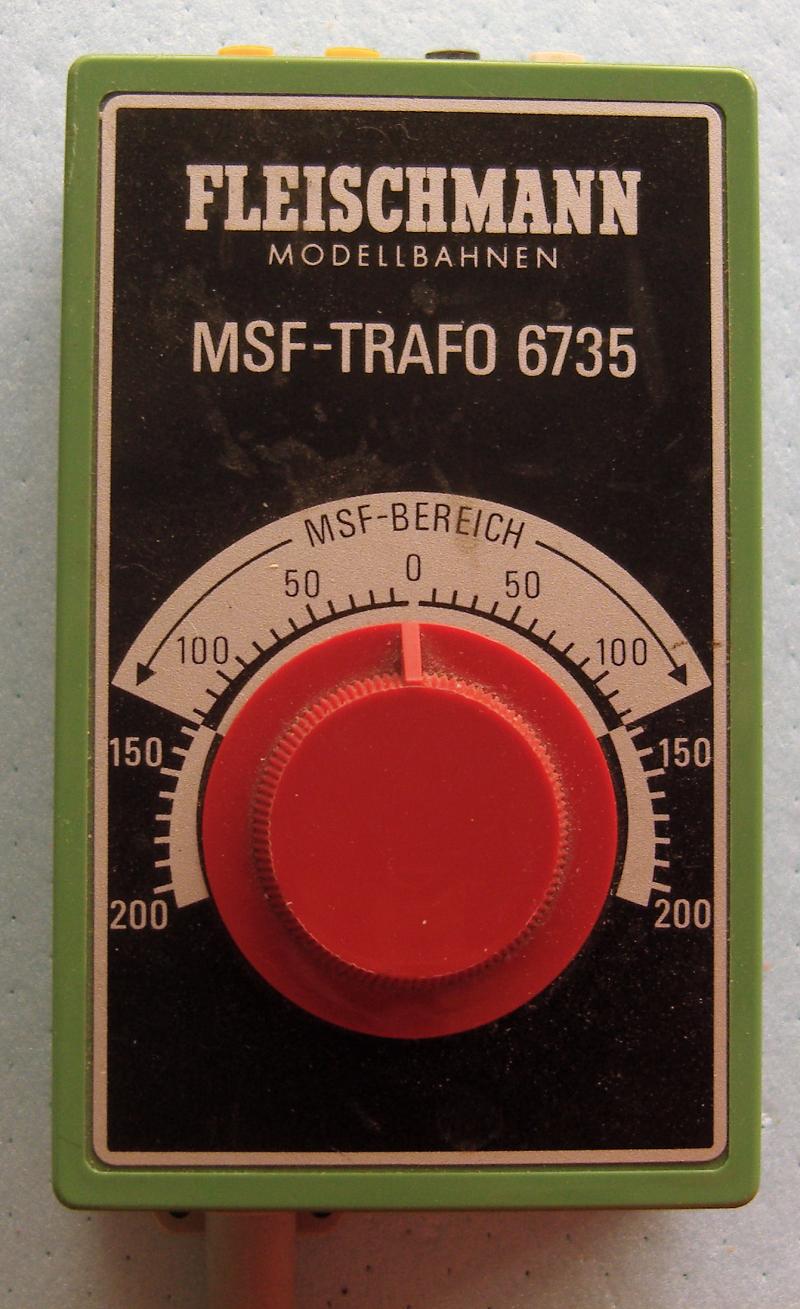 FLEISCHMANN
MODELLBAHNEN
MSF-TRAFO 6735
MSF-BEREICH
50 0 50
100 100
150 150
200 200